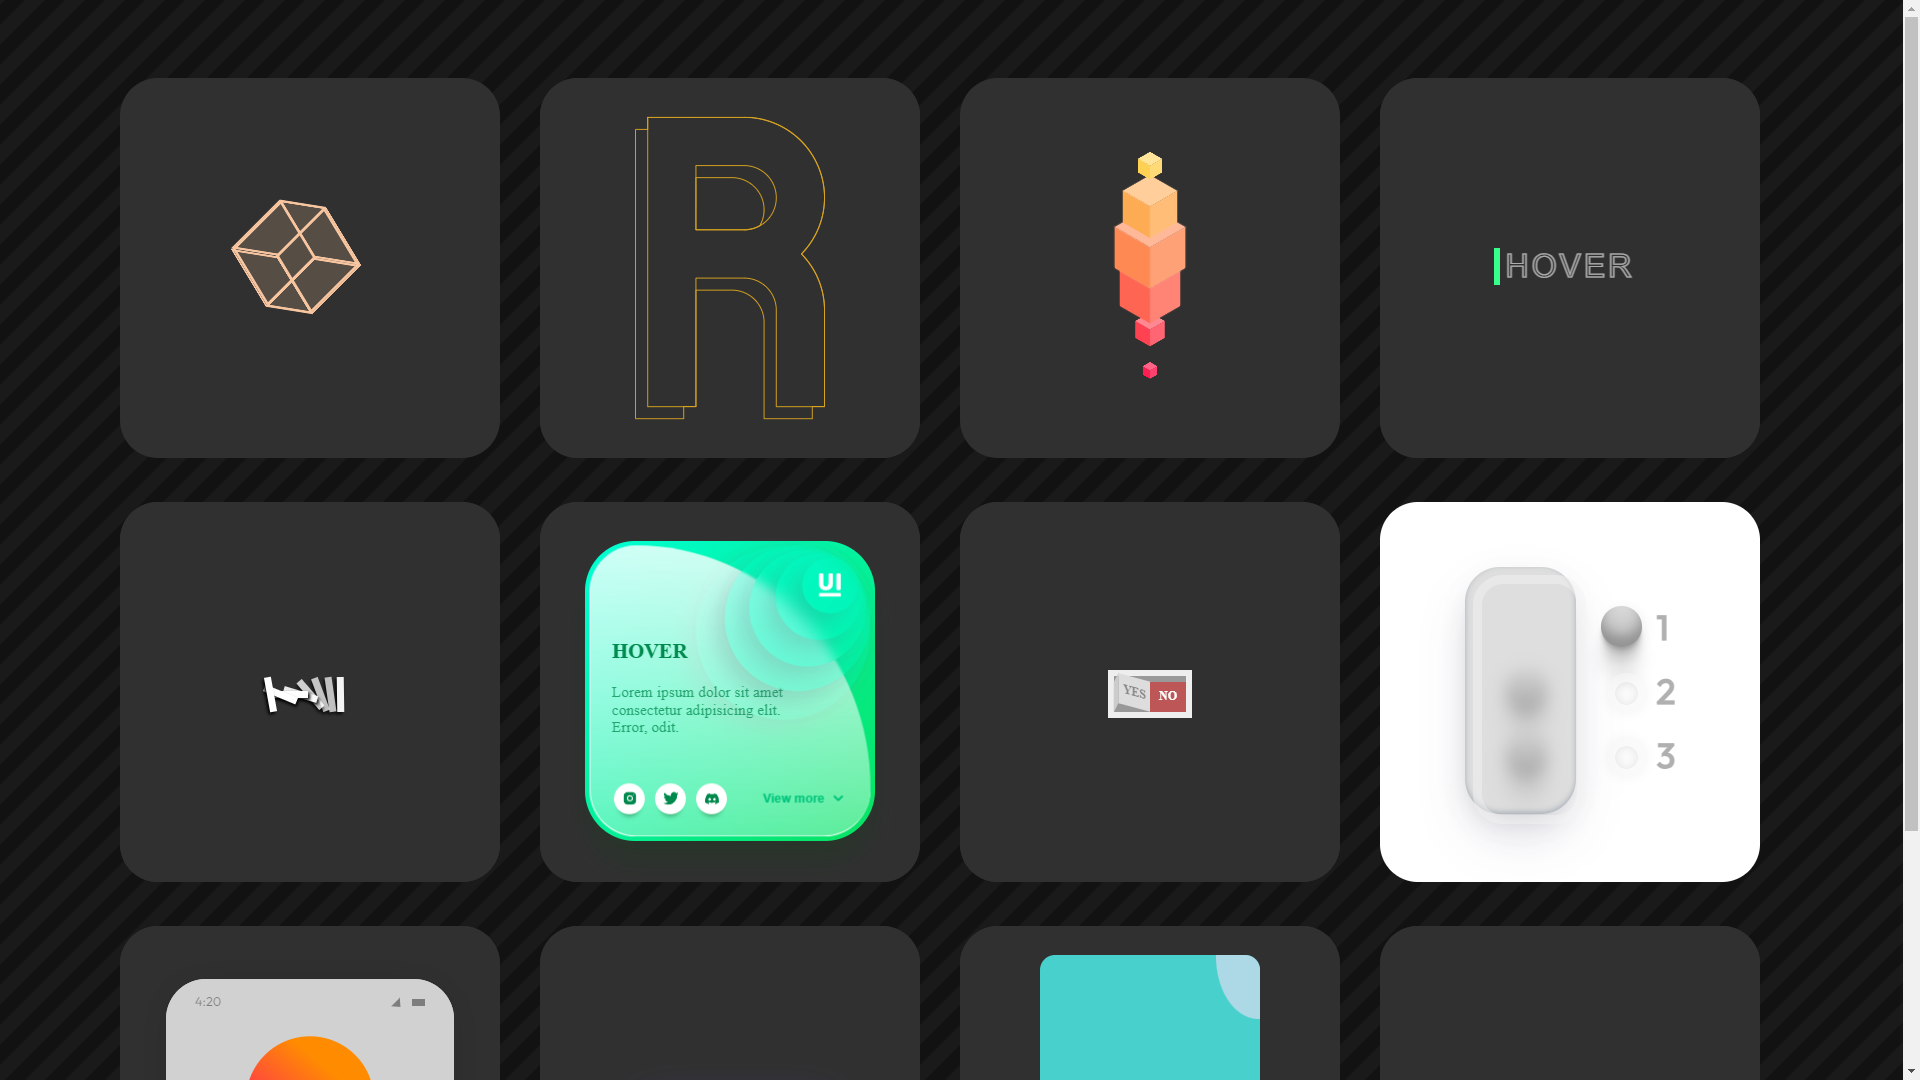 R
HOVER
UI
HOVER
Lorem ipsum dolor sit amet
consectetur adipisicing elit.
Error, odit.
View more
YES NO
1
2
3
4:20